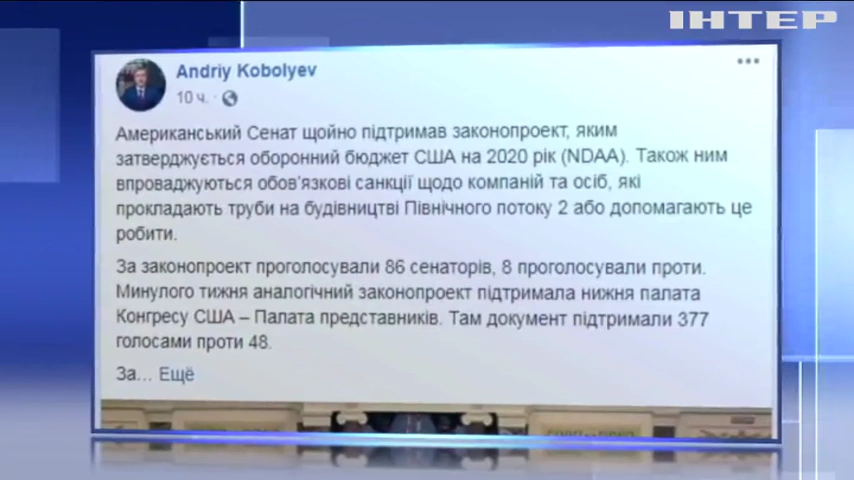 ІНТЕР
Andriy Kobolyev
10 ч. ·
Американський Сенат щойно підтримав законопроект, яким
затверджується оборонний бюджет США на 2020 рік (NDAA). Також ним
впроваджуються обов'язкові санкції щодо компаній та осіб, які
прокладають труби на будівництві Північного потоку 2 або допомагають це
робити.
За законопроект проголосували 86 сенаторів, 8 проголосували проти.
Минулого тижня аналогічний законопроект підтримала нижня палата
Конгресу США – Палата представників. Там документ підтримали 377
голосами проти 48.
За... Ещё